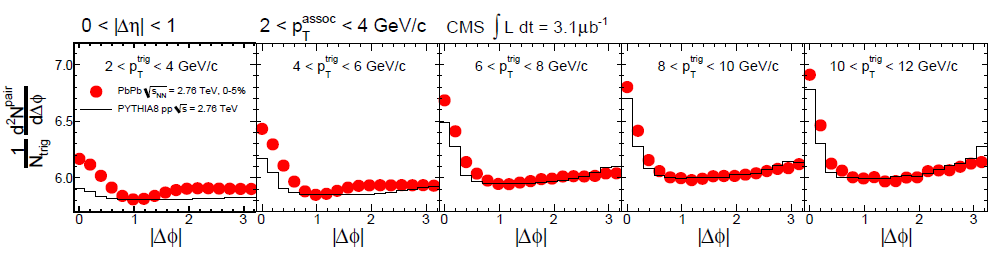 0 < |Δη| < 1
2 < p_T^assoc < 4 GeV/c
CMS ∫ L dt = 3.1μb⁻¹
1/N_trig d²N^pair/dΔϕ
7.0
6.5
6.0
2 < p_T^trig < 4 GeV/c
PbPb √s_NN = 2.76 TeV, 0-5%
PYTHIA8 pp √s = 2.76 TeV
4 < p_T^trig < 6 GeV/c
6 < p_T^trig < 8 GeV/c
8 < p_T^trig < 10 GeV/c
10 < p_T^trig < 12 GeV/c
0 1 2 3
0 1 2 3
0 1 2 3
0 1 2 3
0 1 2 3
|Δϕ|
|Δϕ|
|Δϕ|
|Δϕ|
|Δϕ|